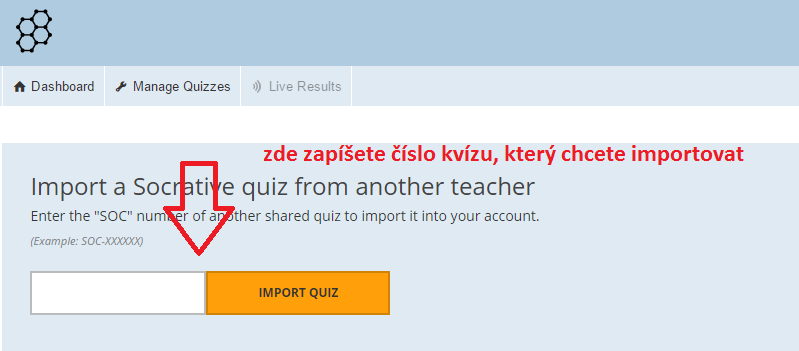 Dashboard Manage Quizzes Live Results
zde zapíšete číslo kvízu, který chcete importovat
Import a Socrative quiz from another teacher
Enter the "SOC" number of another shared quiz to import it into your account.
(Example: SOC-XXXXXX)
IMPORT QUIZ